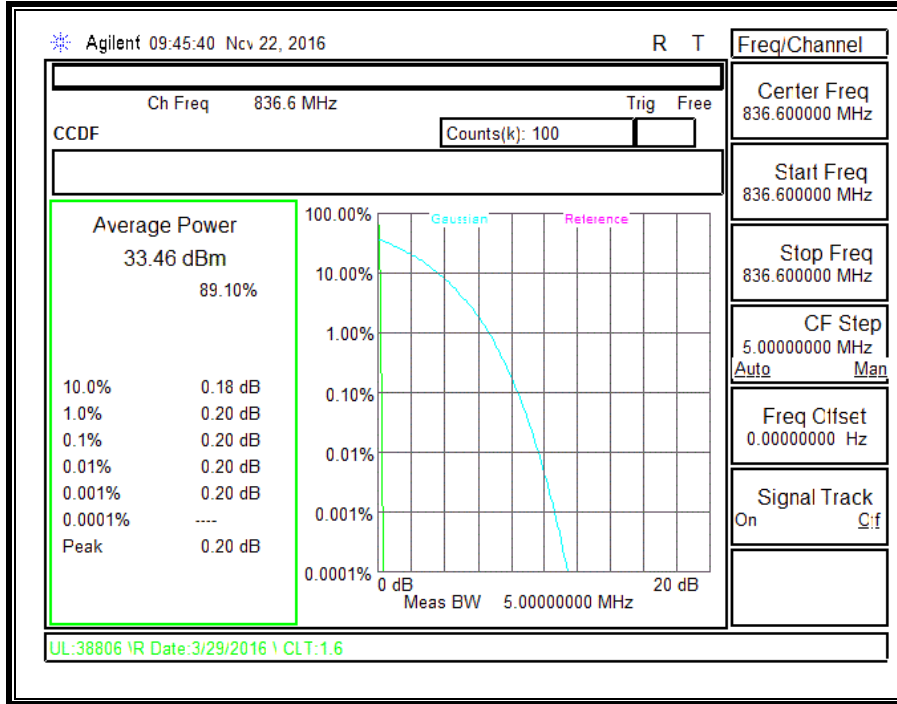 Agilent 09:45:40 Nov 22, 2016 R T
Freq/Channel
Ch Freq 836.6 MHz Trig Free
CCDF Counts(k): 100
Average Power
33.46 dBm
89.10%
10.0% 0.18 dB
1.0% 0.20 dB
0.1% 0.20 dB
0.01% 0.20 dB
0.001% 0.20 dB
0.0001% ----
Peak 0.20 dB
Gaussian Reference
100.00%
10.00%
1.00%
0.10%
0.01%
0.001%
0.0001%
0 dB 20 dB
Meas BW 5.00000000 MHz
Center Freq
836.600000 MHz
Start Freq
836.600000 MHz
Stop Freq
836.600000 MHz
CF Step
5.00000000 MHz
Auto Man
Freq Offset
0.00000000 Hz
Signal Track
On Off
UL:38806 \R Date:3/29/2016 \ CLT:1.6